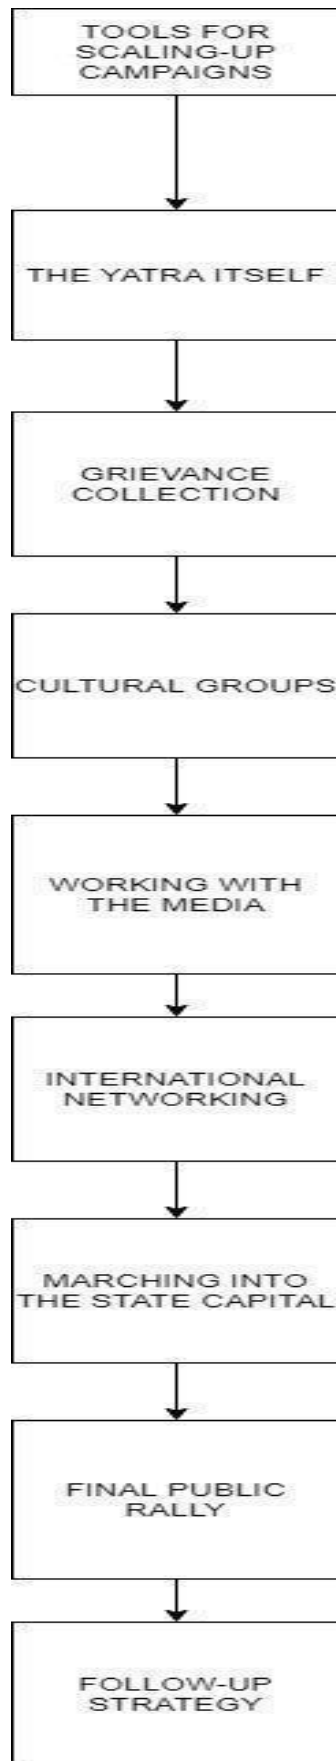 TOOLS FOR
SCALING-UP
CAMPAIGNS
THE YATRA ITSELF
GRIEVANCE
COLLECTION
CULTURAL GROUPS
WORKING WITH
THE MEDIA
INTERNATIONAL
NETWORKING
MARCHING INTO
THE STATE CAPITAL
FINAL PUBLIC
RALLY
FOLLOW-UP
STRATEGY